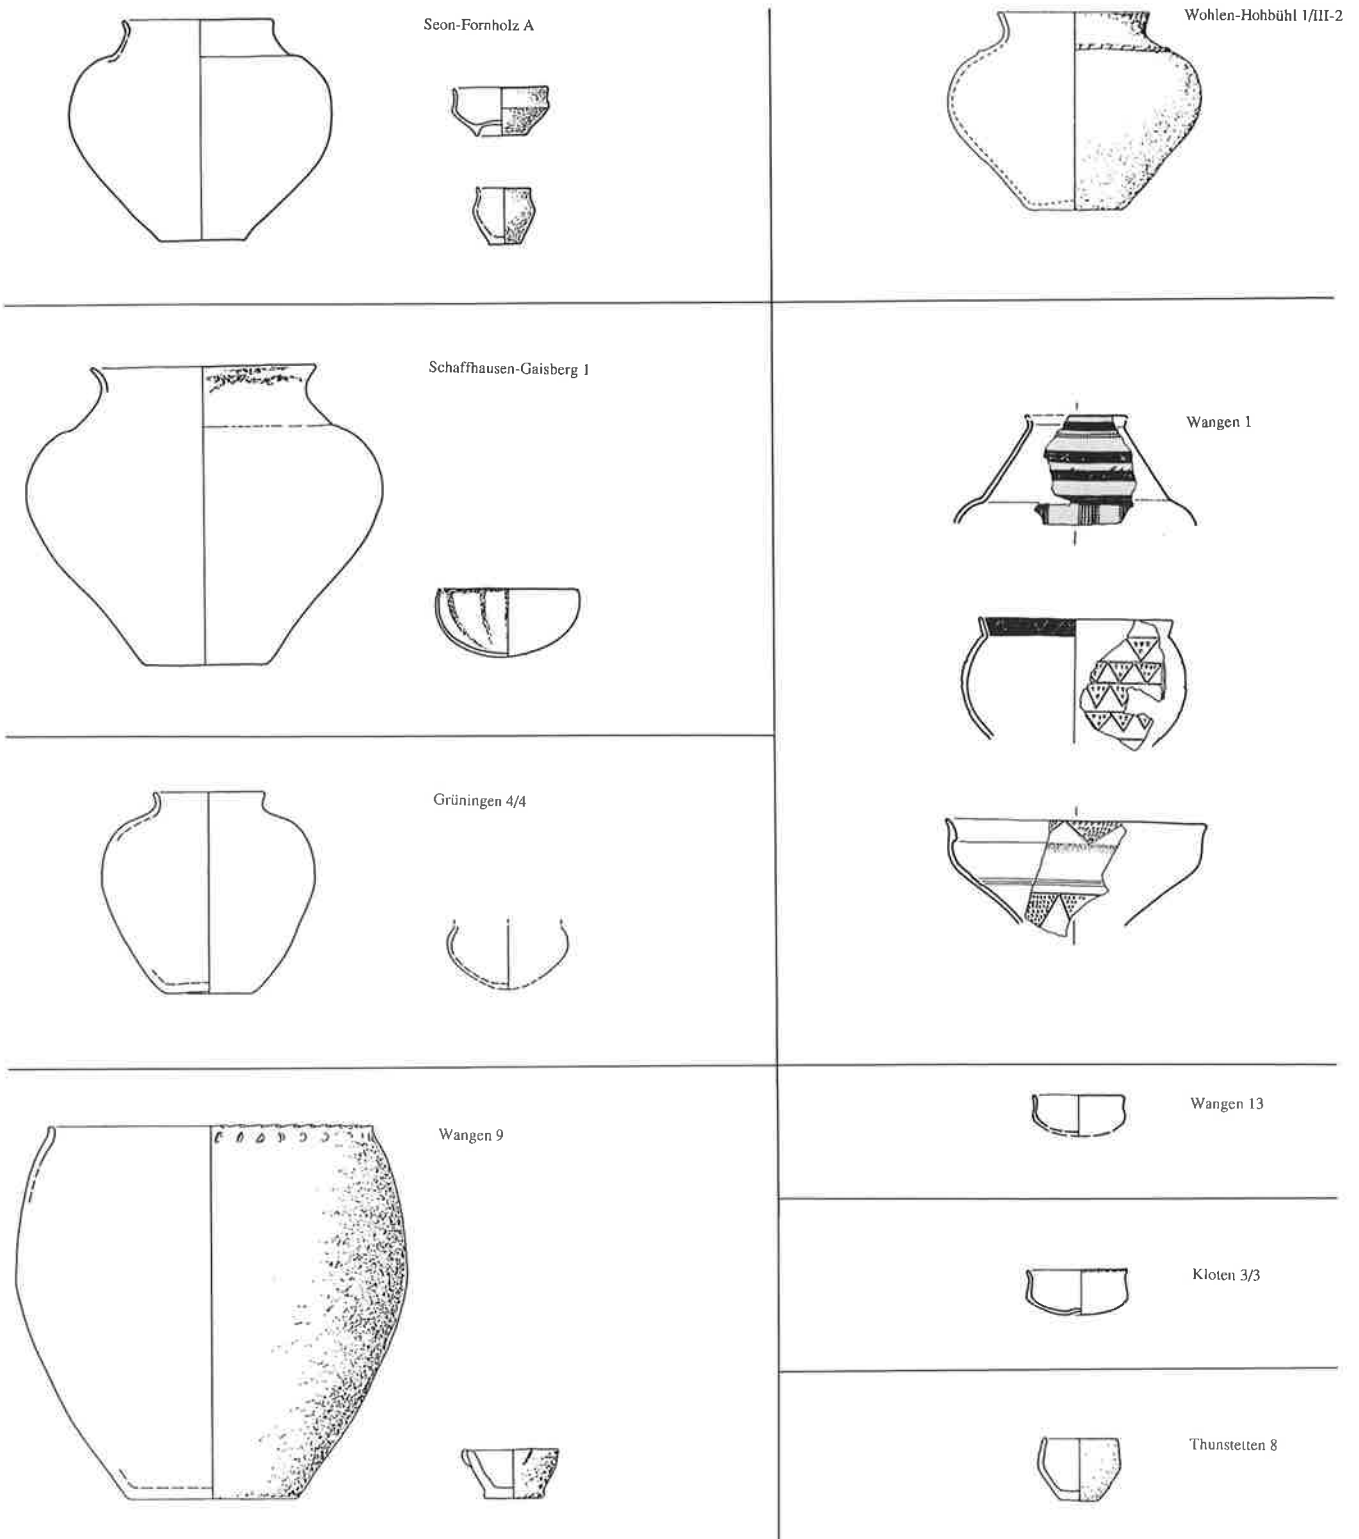 Seon-Fornholz A
Wohlen-Hohbühl 1/III-2
Schaffhausen-Gaisberg 1
Wangen 1
Grüningen 4/4
Wangen 9
Wangen 13
Kloten 3/3
Thunstetten 8